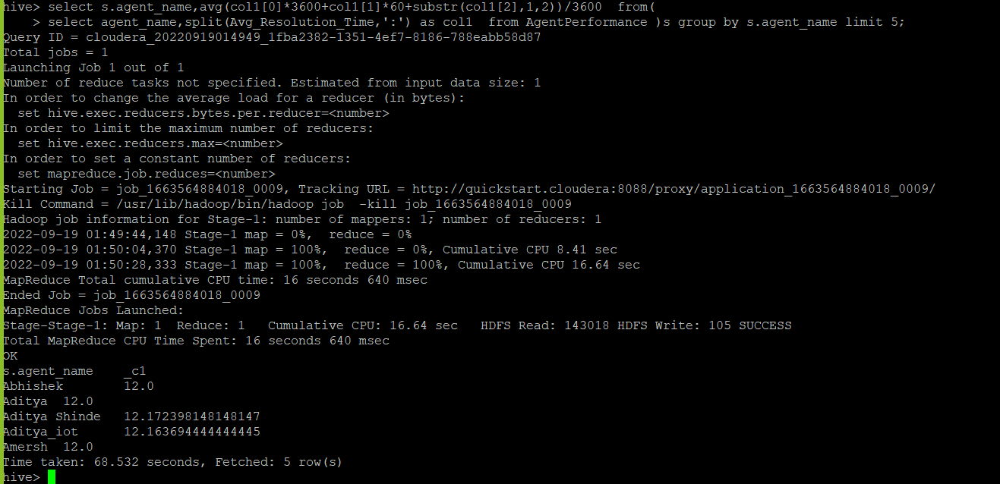 hive> select s.agent_name,avg(col1[0]*3600+col1[1]*60+substr(col1[2],1,2))/3600  from(
    > select agent_name,split(Avg_Resolution_Time,':') as col1  from AgentPerformance )s group by s.agent_name limit 5;
Query ID = cloudera_20220919014949_1fba2382-1351-4ef7-8186-788eabb58d87
Total jobs = 1
Launching Job 1 out of 1
Number of reduce tasks not specified. Estimated from input data size: 1
In order to change the average load for a reducer (in bytes):
  set hive.exec.reducers.bytes.per.reducer=<number>
In order to limit the maximum number of reducers:
  set hive.exec.reducers.max=<number>
In order to set a constant number of reducers:
  set mapreduce.job.reduces=<number>
Starting Job = job_1663564884018_0009, Tracking URL = http://quickstart.cloudera:8088/proxy/application_1663564884018_0009/
Kill Command = /usr/lib/hadoop/bin/hadoop job  -kill job_1663564884018_0009
Hadoop job information for Stage-1: number of mappers: 1; number of reducers: 1
2022-09-19 01:49:44,148 Stage-1 map = 0%,  reduce = 0%
2022-09-19 01:50:04,370 Stage-1 map = 100%,  reduce = 0%, Cumulative CPU 8.41 sec
2022-09-19 01:50:28,333 Stage-1 map = 100%,  reduce = 100%, Cumulative CPU 16.64 sec
MapReduce Total cumulative CPU time: 16 seconds 640 msec
Ended Job = job_1663564884018_0009
MapReduce Jobs Launched:
Stage-Stage-1: Map: 1  Reduce: 1   Cumulative CPU: 16.64 sec   HDFS Read: 143018 HDFS Write: 105 SUCCESS
Total MapReduce CPU Time Spent: 16 seconds 640 msec
OK
s.agent_name    _c1
Abhishek        12.0
Aditya  12.0
Aditya Shinde   12.172398148148147
Aditya_iot      12.163694444444445
Amersh  12.0
Time taken: 68.532 seconds, Fetched: 5 row(s)
hive>